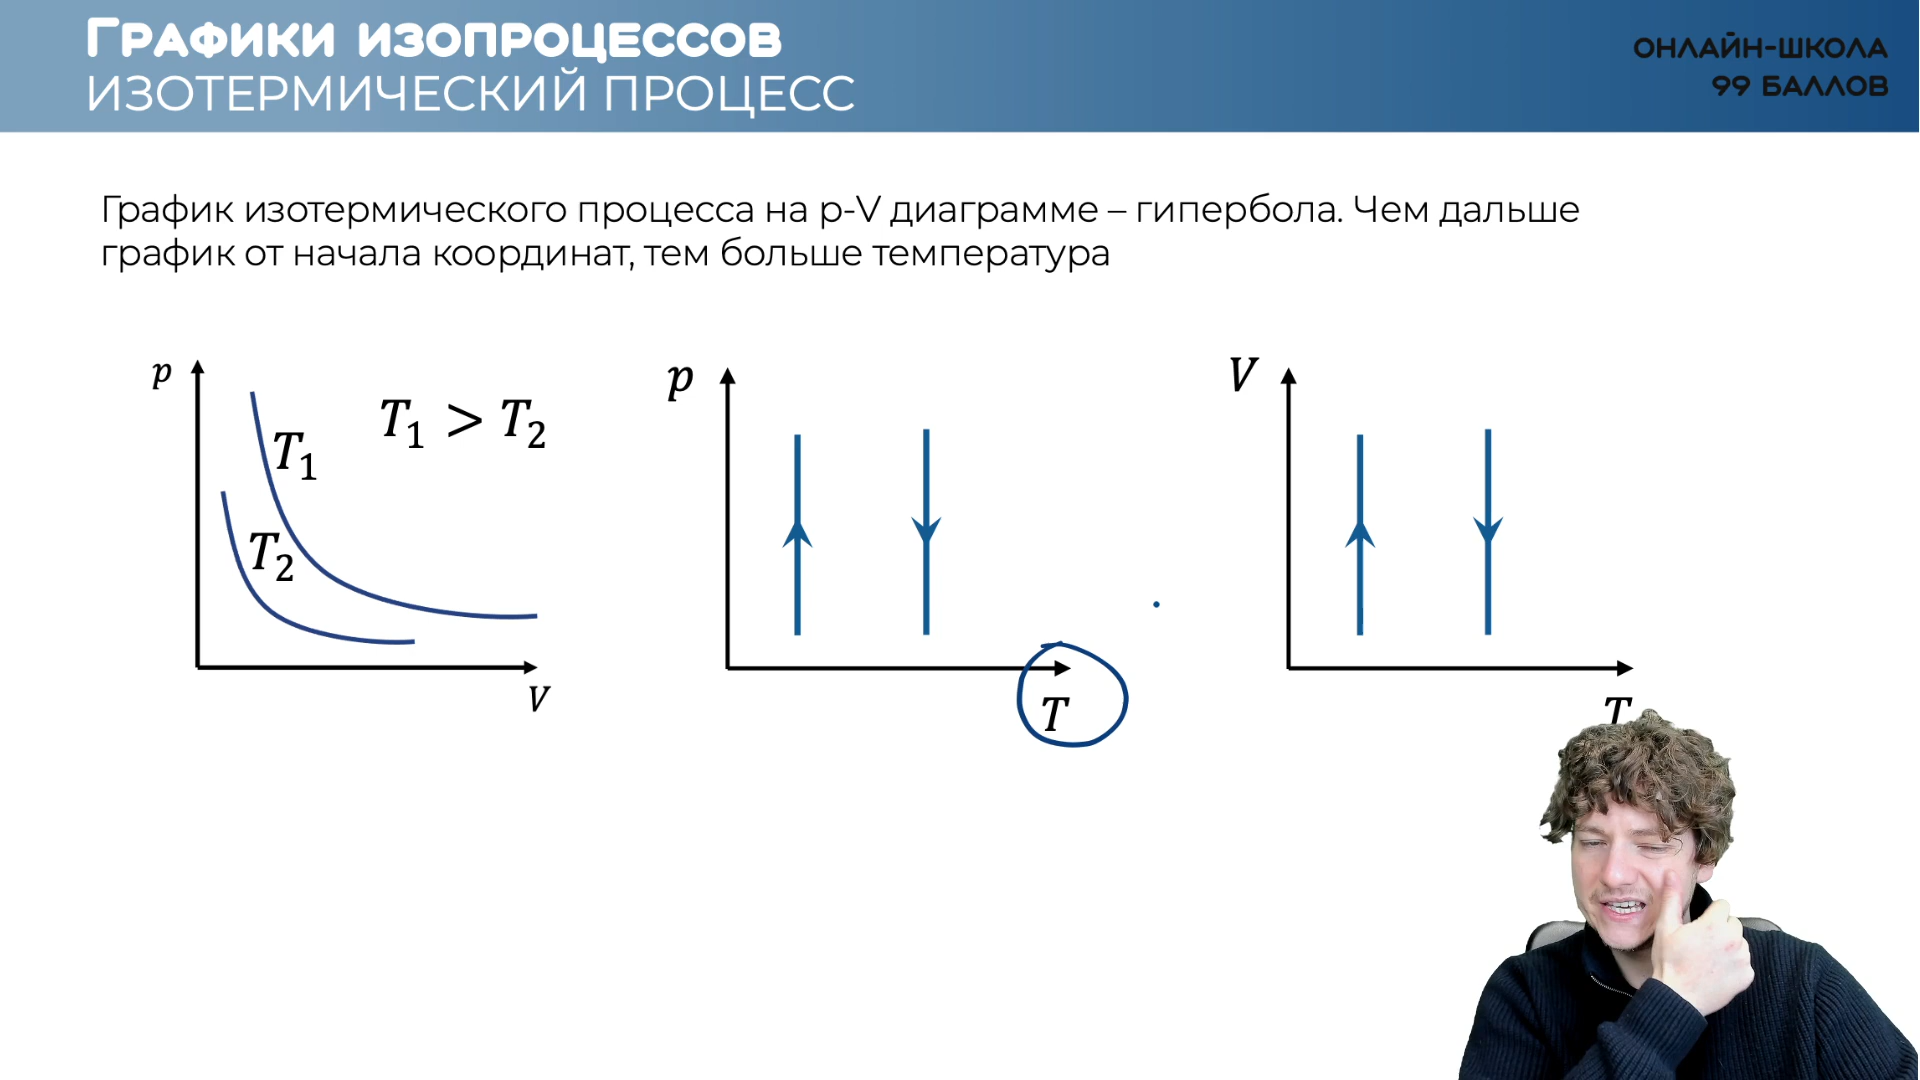 Графики изопроцессов
ИЗОТЕРМИЧЕСКИЙ ПРОЦЕСС
ОНЛАЙН-ШКОЛА
99 БАЛЛОВ
График изотермического процесса на p-V диаграмме – гипербола. Чем дальше
график от начала координат, тем больше температура
p
T₁ > T₂
T₁
T₂
V
p
T
V
T